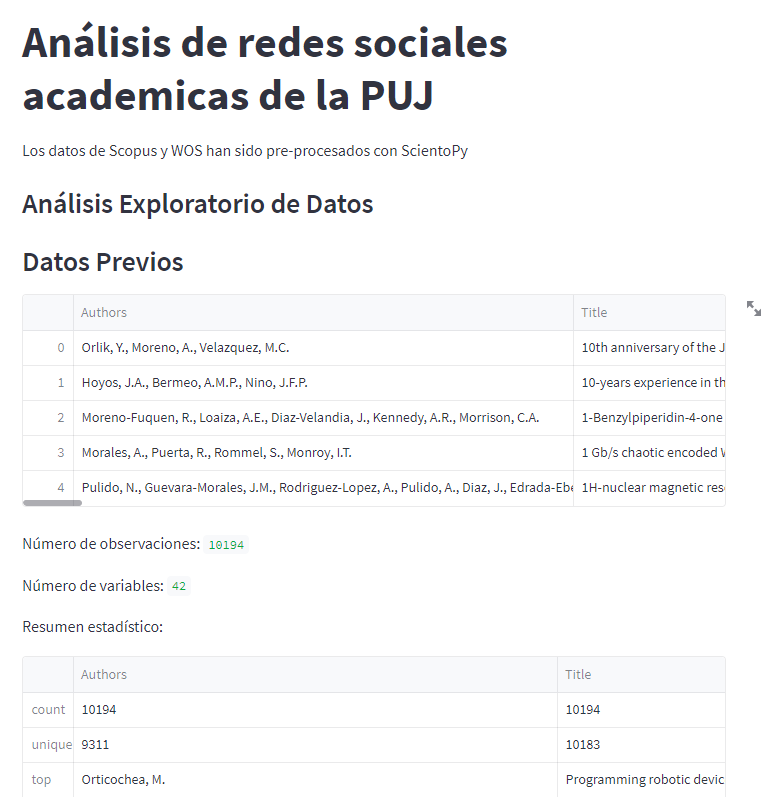 Análisis de redes sociales
academicas de la PUJ
Los datos de Scopus y WOS han sido pre-procesados con ScientoPy
Análisis Exploratorio de Datos
Datos Previos
Authors Title
0 Orlik, Y., Moreno, A., Velazquez, M.C. 10th anniversary of the J
1 Hoyos, J.A., Bermeo, A.M.P., Nino, J.F.P. 10-years experience in th
2 Moreno-Fuquen, R., Loaiza, A.E., Diaz-Velandia, J., Kennedy, A.R., Morrison, C.A. 1-Benzylpiperidin-4-one
3 Morales, A., Puerta, R., Rommel, S., Monroy, I.T. 1 Gb/s chaotic encoded W
4 Pulido, N., Guevara-Morales, J.M., Rodriguez-Lopez, A., Pulido, A., Diaz, J., Edrada-Ebe 1H-nuclear magnetic res
Número de observaciones: 10194
Número de variables: 42
Resumen estadístico:
Authors Title
count 10194 10194
unique 9311 10183
top Orticochea, M. Programming robotic devic